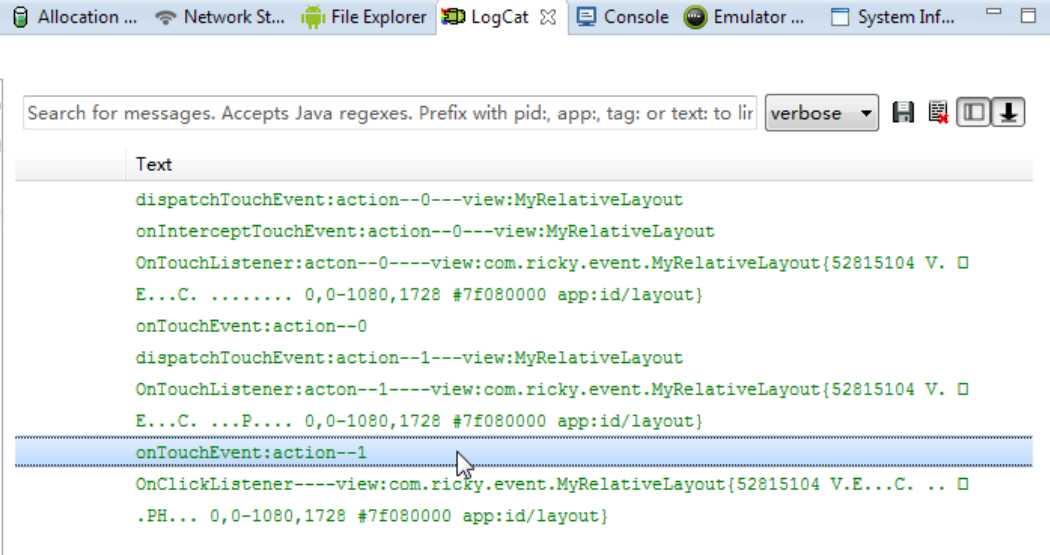 Allocation ... Network St... File Explorer LogCat Console Emulator ... System Inf...
Search for messages. Accepts Java regexes. Prefix with pid:, app:, tag: or text: to lir verbose
Text
dispatchTouchEvent:action--0---view:MyRelativeLayout
onInterceptTouchEvent:action--0---view:MyRelativeLayout
OnTouchListener:acton--0----view:com.ricky.event.MyRelativeLayout{52815104 V.
E...C. ........ 0,0-1080,1728 #7f080000 app:id/layout}
onTouchEvent:action--0
dispatchTouchEvent:action--1---view:MyRelativeLayout
OnTouchListener:acton--1----view:com.ricky.event.MyRelativeLayout{52815104 V.
E...C. ...P.... 0,0-1080,1728 #7f080000 app:id/layout}
onTouchEvent:action--1
OnClickListener----view:com.ricky.event.MyRelativeLayout{52815104 V.E...C. ..
.PH... 0,0-1080,1728 #7f080000 app:id/layout}